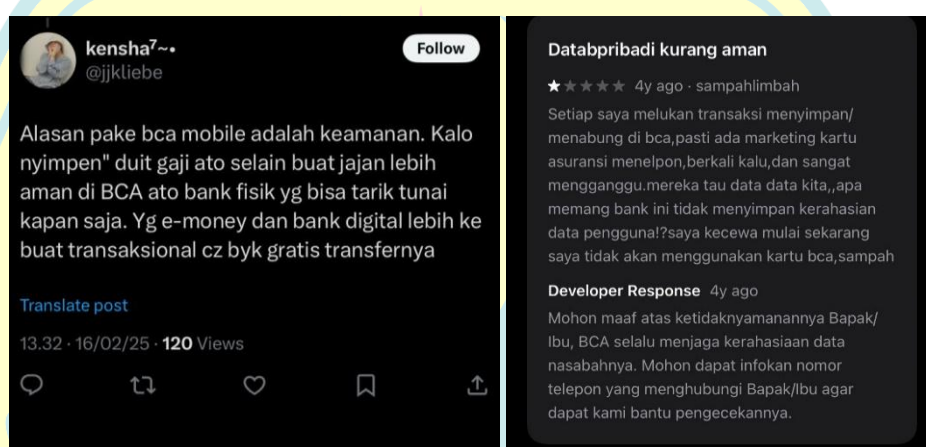 kensha⁷~•
@jjkliebe
Follow
Alasan pake bca mobile adalah keamanan. Kalo
nyimpen" duit gaji ato selain buat jajan lebih
aman di BCA ato bank fisik yg bisa tarik tunai
kapan saja. Yg e-money dan bank digital lebih ke
buat transaksional cz byk gratis transfernya
Translate post
13.32 · 16/02/25 · 120 Views
Databpribadi kurang aman
4y ago · sampahlimbah
Setiap saya melukan transaksi menyimpan/
menabung di bca,pasti ada marketing kartu
asuransi menelpon,berkali kalu,dan sangat
mengganggu.mereka tau data data kita,,apa
memang bank ini tidak menyimpan kerahasian
data pengguna!?saya kecewa mulai sekarang
saya tidak akan menggunakan kartu bca,sampah
Developer Response 4y ago
Mohon maaf atas ketidaknyamanannya Bapak/
Ibu, BCA selalu menjaga kerahasiaan data
nasabahnya. Mohon dapat infokan nomor
telepon yang menghubungi Bapak/Ibu agar
dapat kami bantu pengecekannya.